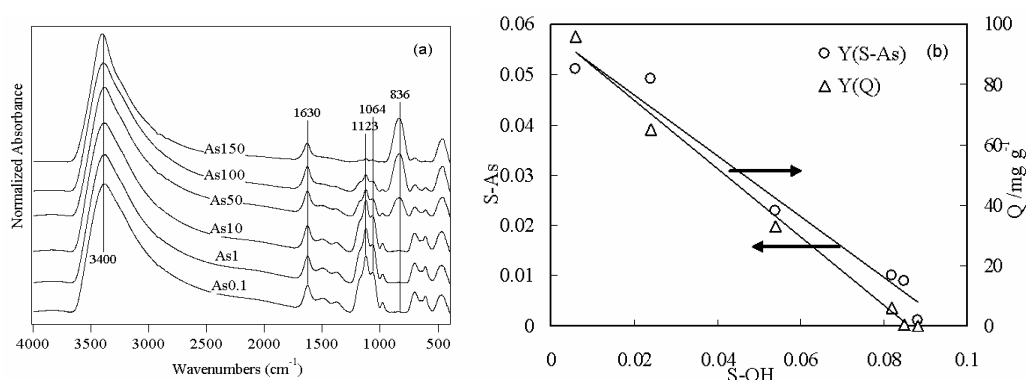 (a)
Normalized Absorbance
3400
1630
1123
1064
836
As150
As100
As50
As10
As1
As0.1
4000 3500 3000 2500 2000 1500 1000 500
Wavenumbers (cm-1)
(b)
S-As
0.06
0.05
0.04
0.03
0.02
0.01
0
Y(S-As)
Y(Q)
100
80
60
40
20
0
Q /mg g-1
0 0.02 0.04 0.06 0.08 0.1
S-OH